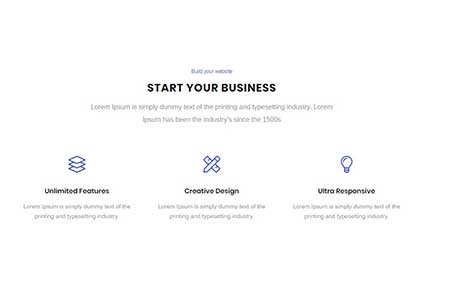 Build your website
START YOUR BUSINESS
Lorem Ipsum is simply dummy text of the printing and typesetting industry. Lorem
Ipsum has been the industry's since the 1500s
Unlimited Features
Creative Design
Ultra Responsive
Lorem Ipsum is simply dummy text of the
printing and typesetting industry.
Lorem Ipsum is simply dummy text of the
printing and typesetting industry.
Lorem Ipsum is simply dummy text of the
printing and typesetting industry.